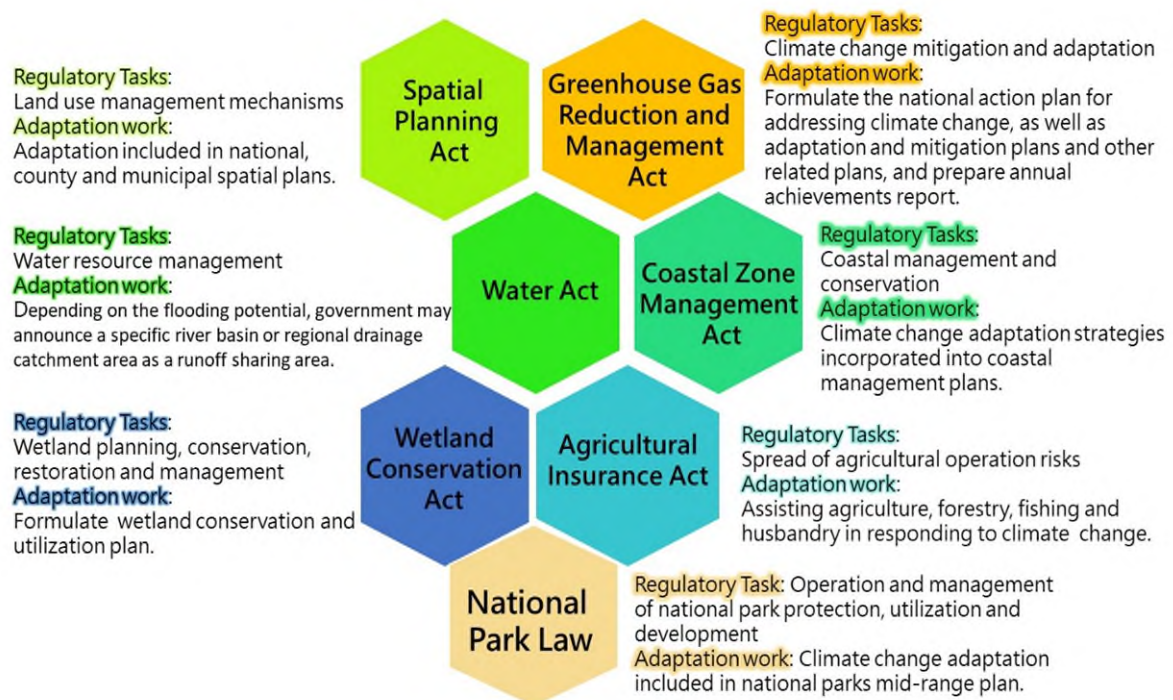 Regulatory Tasks:
Land use management mechanisms
Adaptation work:
Adaptation included in national,
county and municipal spatial plans.
Spatial
Planning
Act
Greenhouse Gas
Reduction and
Management
Act
Regulatory Tasks:
Climate change mitigation and adaptation
Adaptation work:
Formulate the national action plan for
addressing climate change, as well as
adaptation and mitigation plans and other
related plans, and prepare annual
achievements report.
Regulatory Tasks:
Water resource management
Adaptation work:
Depending on the flooding potential, government may
announce a specific river basin or regional drainage
catchment area as a runoff sharing area.
Water Act
Coastal Zone
Management
Act
Regulatory Tasks:
Coastal management and
conservation
Adaptation work:
Climate change adaptation strategies
incorporated into coastal
management plans.
Regulatory Tasks:
Wetland planning, conservation,
restoration and management
Adaptation work:
Formulate wetland conservation and
utilization plan.
Wetland
Conservation
Act
Agricultural
Insurance Act
Regulatory Tasks:
Spread of agricultural operation risks
Adaptation work:
Assisting agriculture, forestry, fishing and
husbandry in responding to climate change.
National
Park Law
Regulatory Task: Operation and management
of national park protection, utilization and
development
Adaptation work: Climate change adaptation
included in national parks mid-range plan.